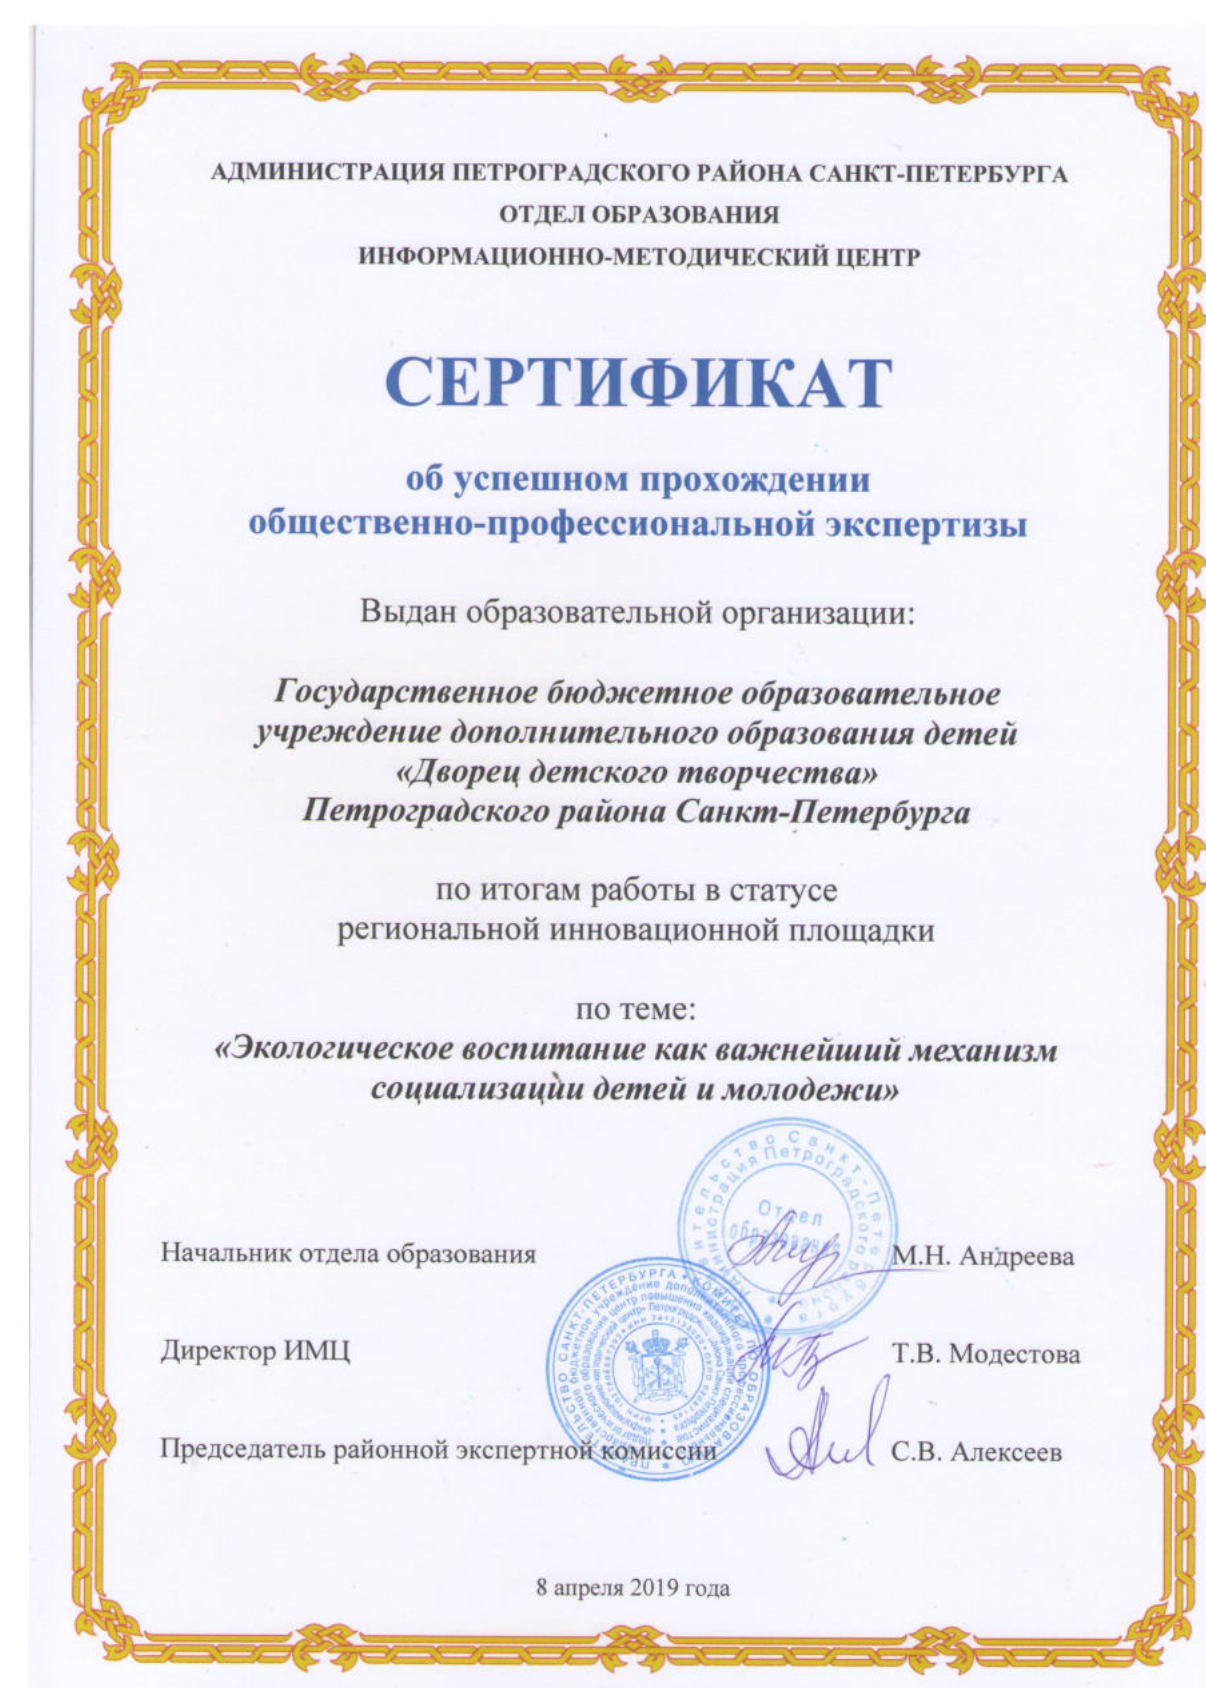 АДМИНИСТРАЦИЯ ПЕТРОГРАДСКОГО РАЙОНА САНКТ-ПЕТЕРБУРГА
ОТДЕЛ ОБРАЗОВАНИЯ
ИНФОРМАЦИОННО-МЕТОДИЧЕСКИЙ ЦЕНТР
СЕРТИФИКАТ
об успешном прохождении
общественно-профессиональной экспертизы
Выдан образовательной организации:
Государственное бюджетное образовательное
учреждение дополнительного образования детей
«Дворец детского творчества»
Петроградского района Санкт-Петербурга
по итогам работы в статусе
региональной инновационной площадки
по теме:
«Экологическое воспитание как важнейший механизм
социализации детей и молодежи»
Отдел
образования
Начальник отдела образования М.Н. Андреева
Директор ИМЦ Т.В. Модестова
Председатель районной экспертной комиссии С.В. Алексеев
8 апреля 2019 года